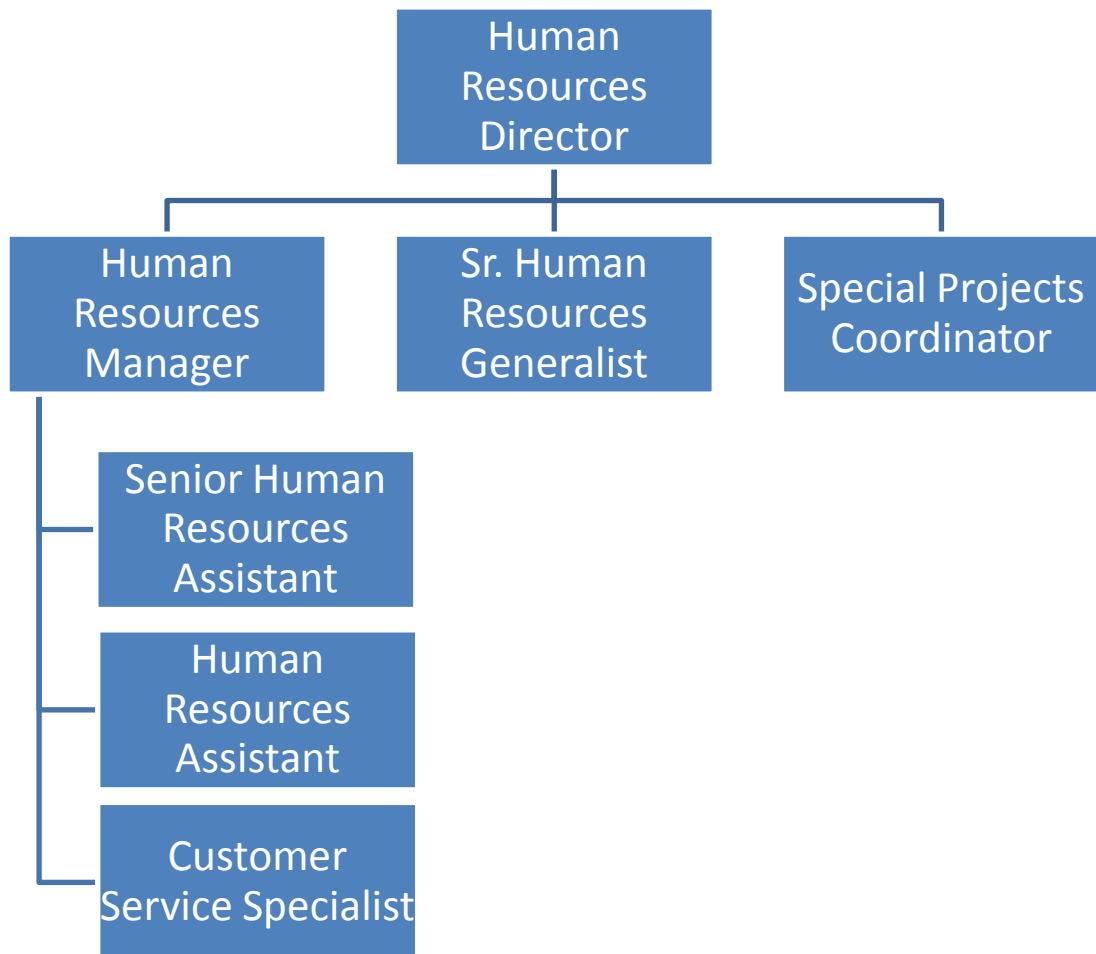 Human
Resources
Director
Human
Resources
Manager
Sr. Human
Resources
Generalist
Special Projects
Coordinator
Senior Human
Resources
Assistant
Human
Resources
Assistant
Customer
Service Specialist